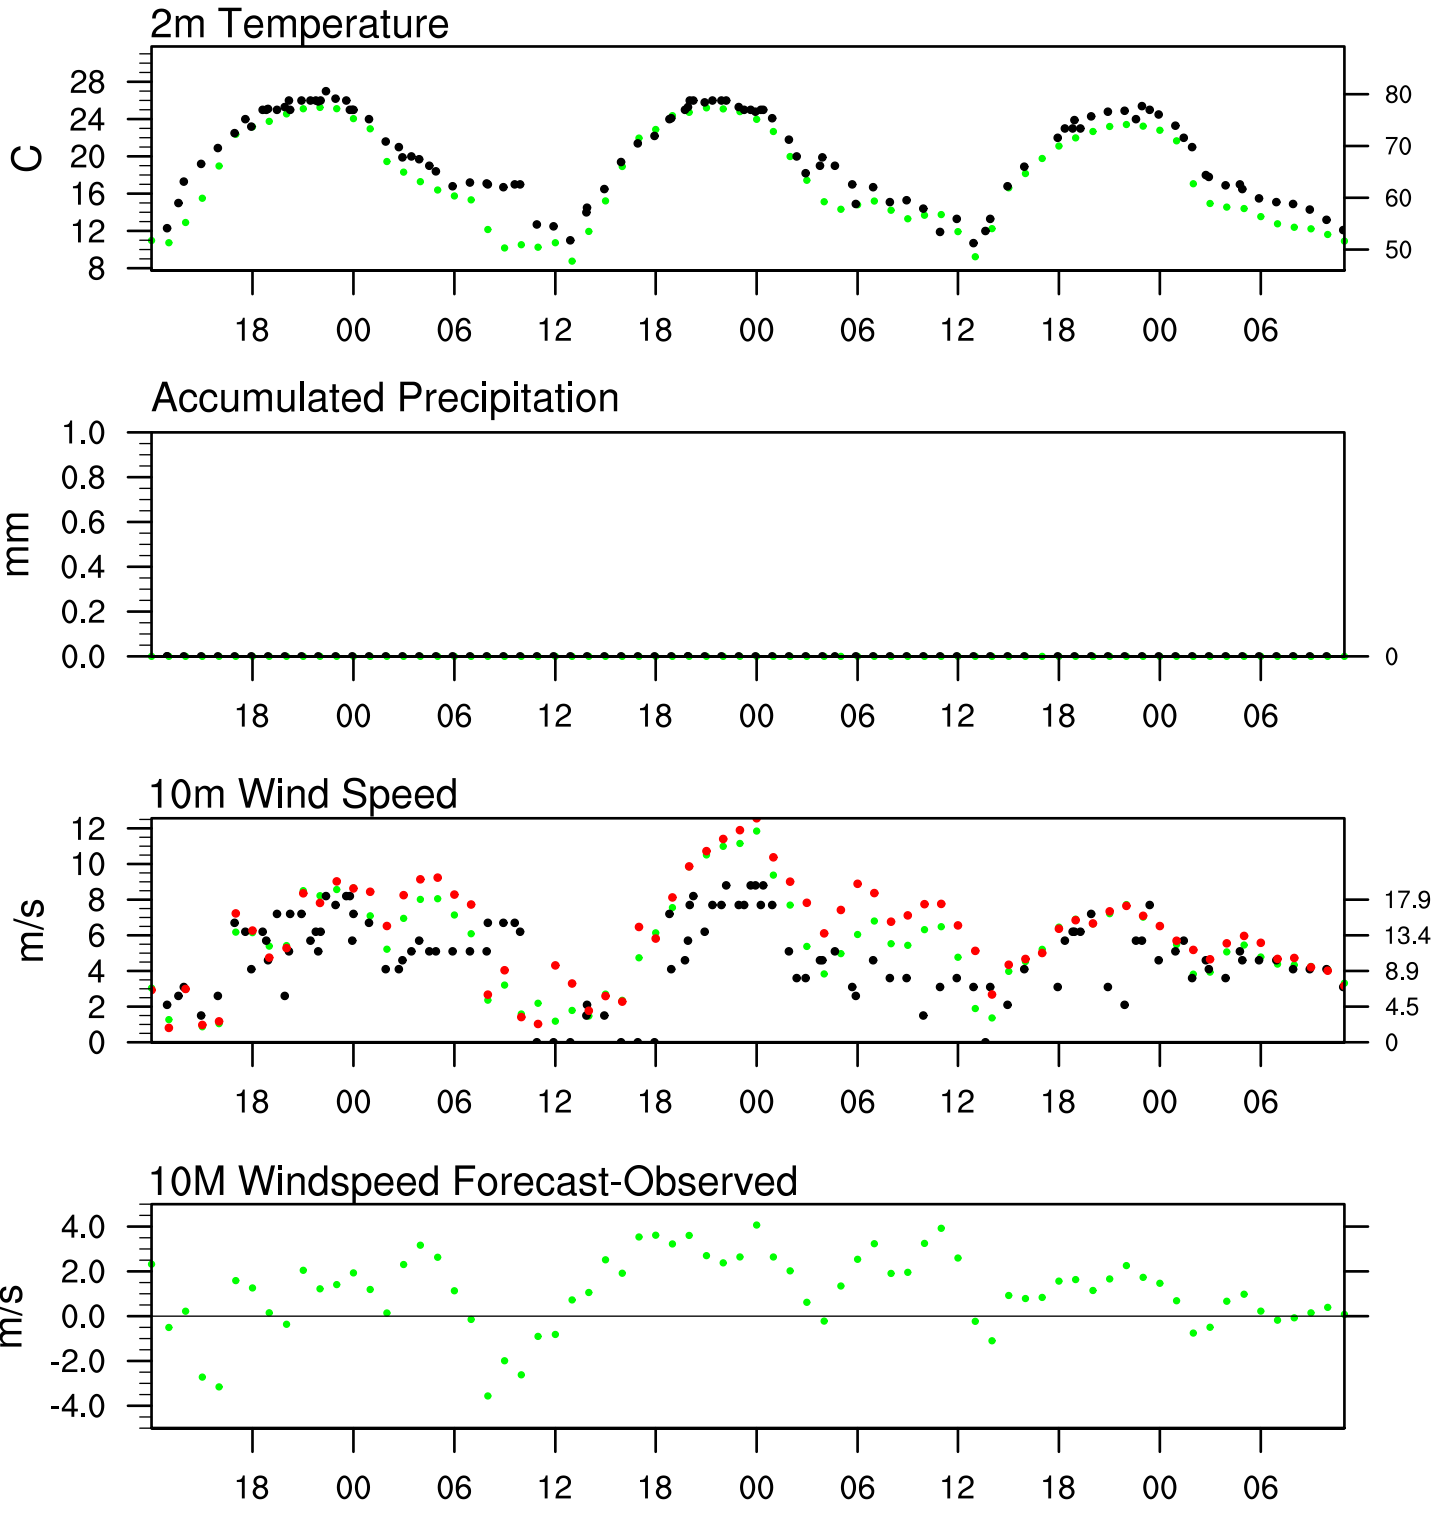 2m Temperature
28
24
20
16
12
8
C
80
70
60
50
18 00 06 12 18 00 06 12 18 00 06
Accumulated Precipitation
1.0
0.8
0.6
0.4
0.2
0.0
mm
0
18 00 06 12 18 00 06 12 18 00 06
10m Wind Speed
12
10
8
6
4
2
0
m/s
17.9
13.4
8.9
4.5
0
18 00 06 12 18 00 06 12 18 00 06
10M Windspeed Forecast-Observed
4.0
2.0
0.0
-2.0
-4.0
m/s
18 00 06 12 18 00 06 12 18 00 06